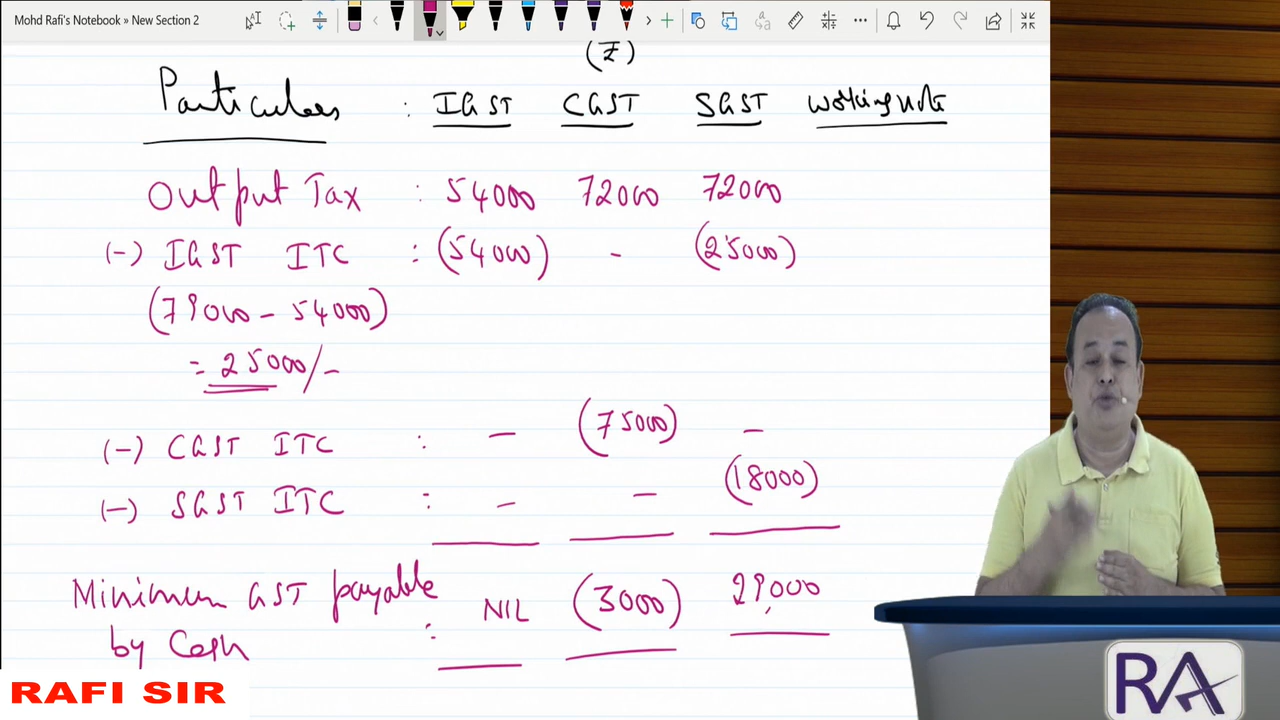 Mohd Rafi's Notebook » New Section 2
(₹)
Particulars : IGST CGST SGST Working note
Output Tax : 54000 72000 72000
(-) IGST ITC : (54000) - (25000)
(79000 - 54000)
= 25000/-
(-) CGST ITC : - (75000) -
(-) SGST ITC : - - (18000)
Minimum GST payable
by Cash : NIL (3000) 29,000
RAFI SIR
RA